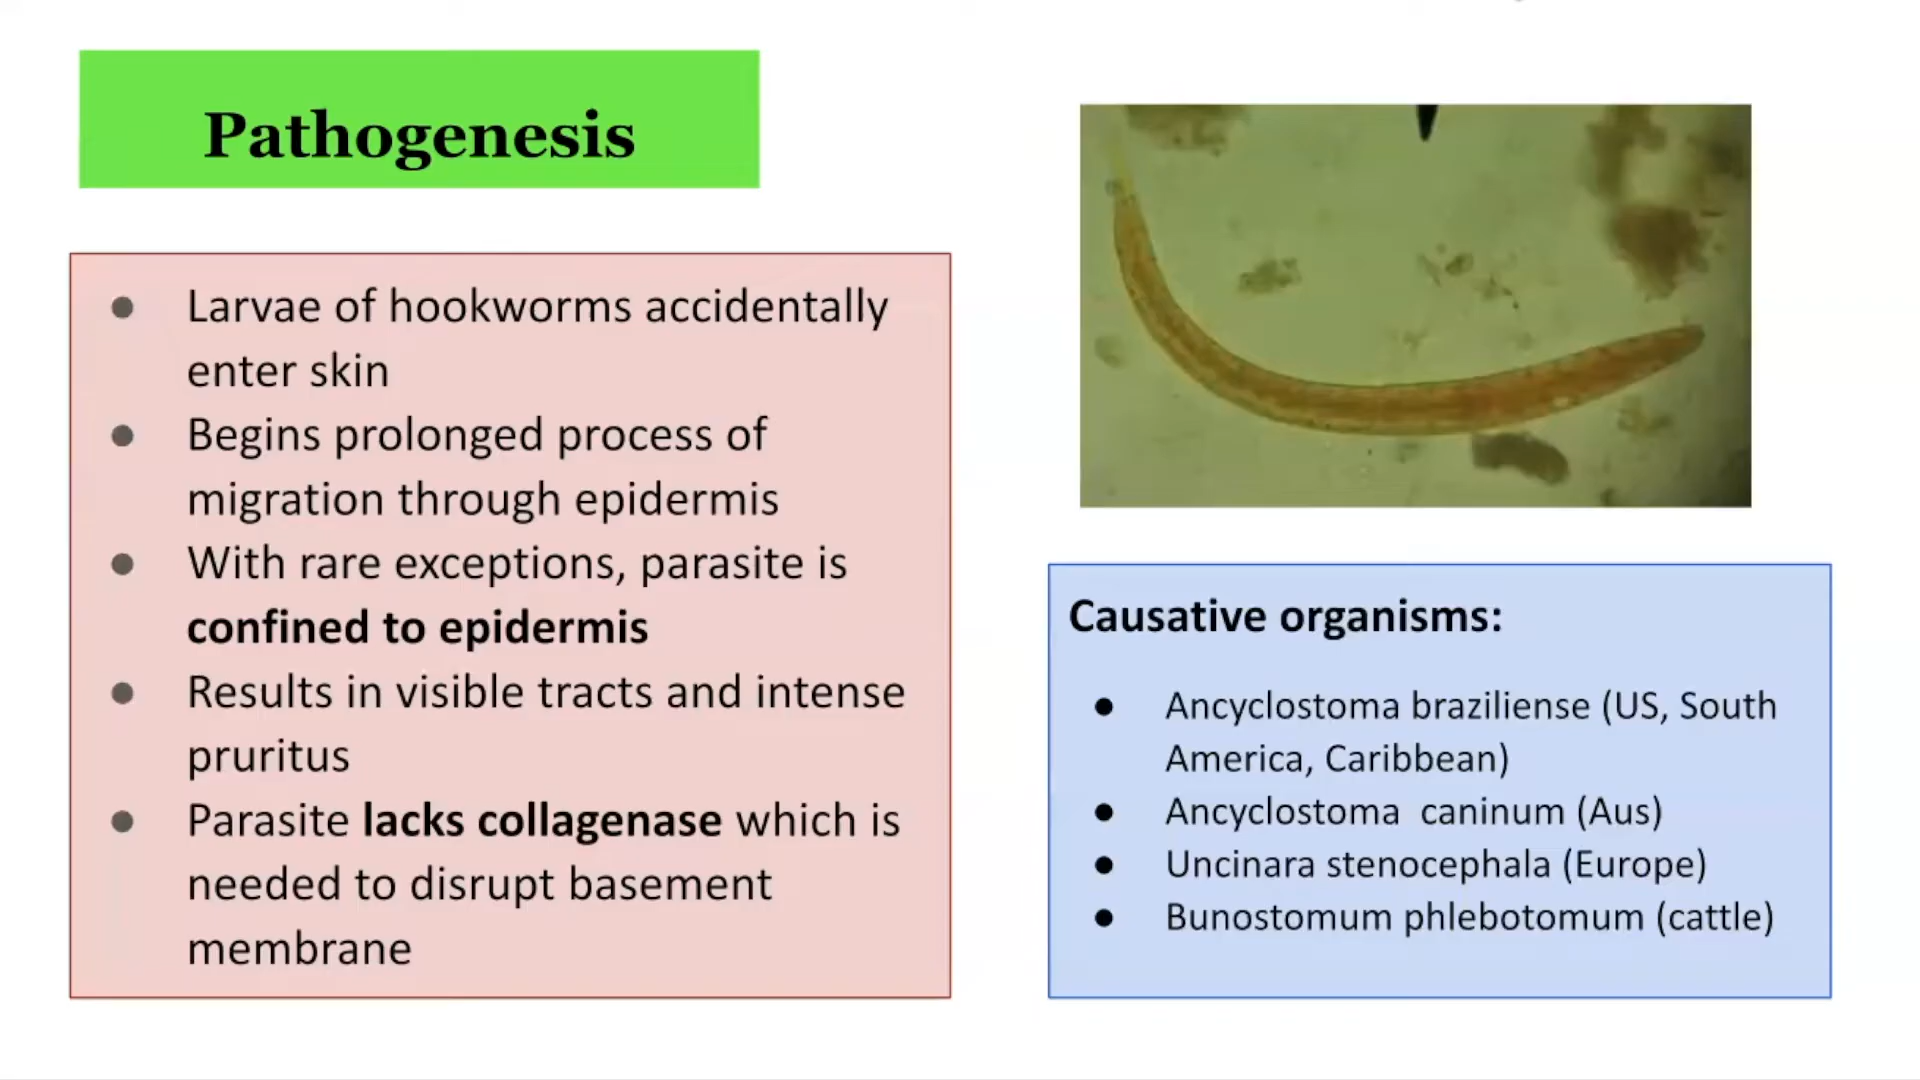 Pathogenesis
● Larvae of hookworms accidentally
enter skin
● Begins prolonged process of
migration through epidermis
● With rare exceptions, parasite is
confined to epidermis
● Results in visible tracts and intense
pruritus
● Parasite lacks collagenase which is
needed to disrupt basement
membrane
Causative organisms:
● Ancyclostoma braziliense (US, South
America, Caribbean)
● Ancyclostoma  caninum (Aus)
● Uncinara stenocephala (Europe)
● Bunostomum phlebotomum (cattle)